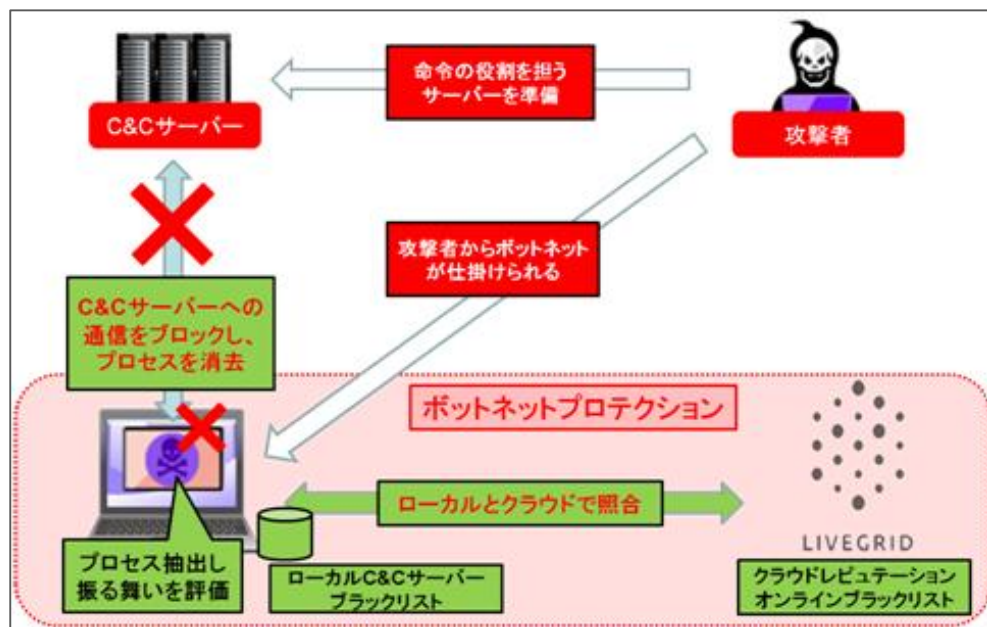 命令の役割を担う
サーバーを準備
C&Cサーバー
攻撃者
攻撃者からボットネット
が仕掛けられる
C&Cサーバーへの
通信をブロックし、
プロセスを消去
ボットネットプロテクション
ローカルとクラウドで照合
LIVEGRID
プロセス抽出し
振る舞いを評価
ローカルC&Cサーバー
ブラックリスト
クラウドレピュテーション
オンラインブラックリスト